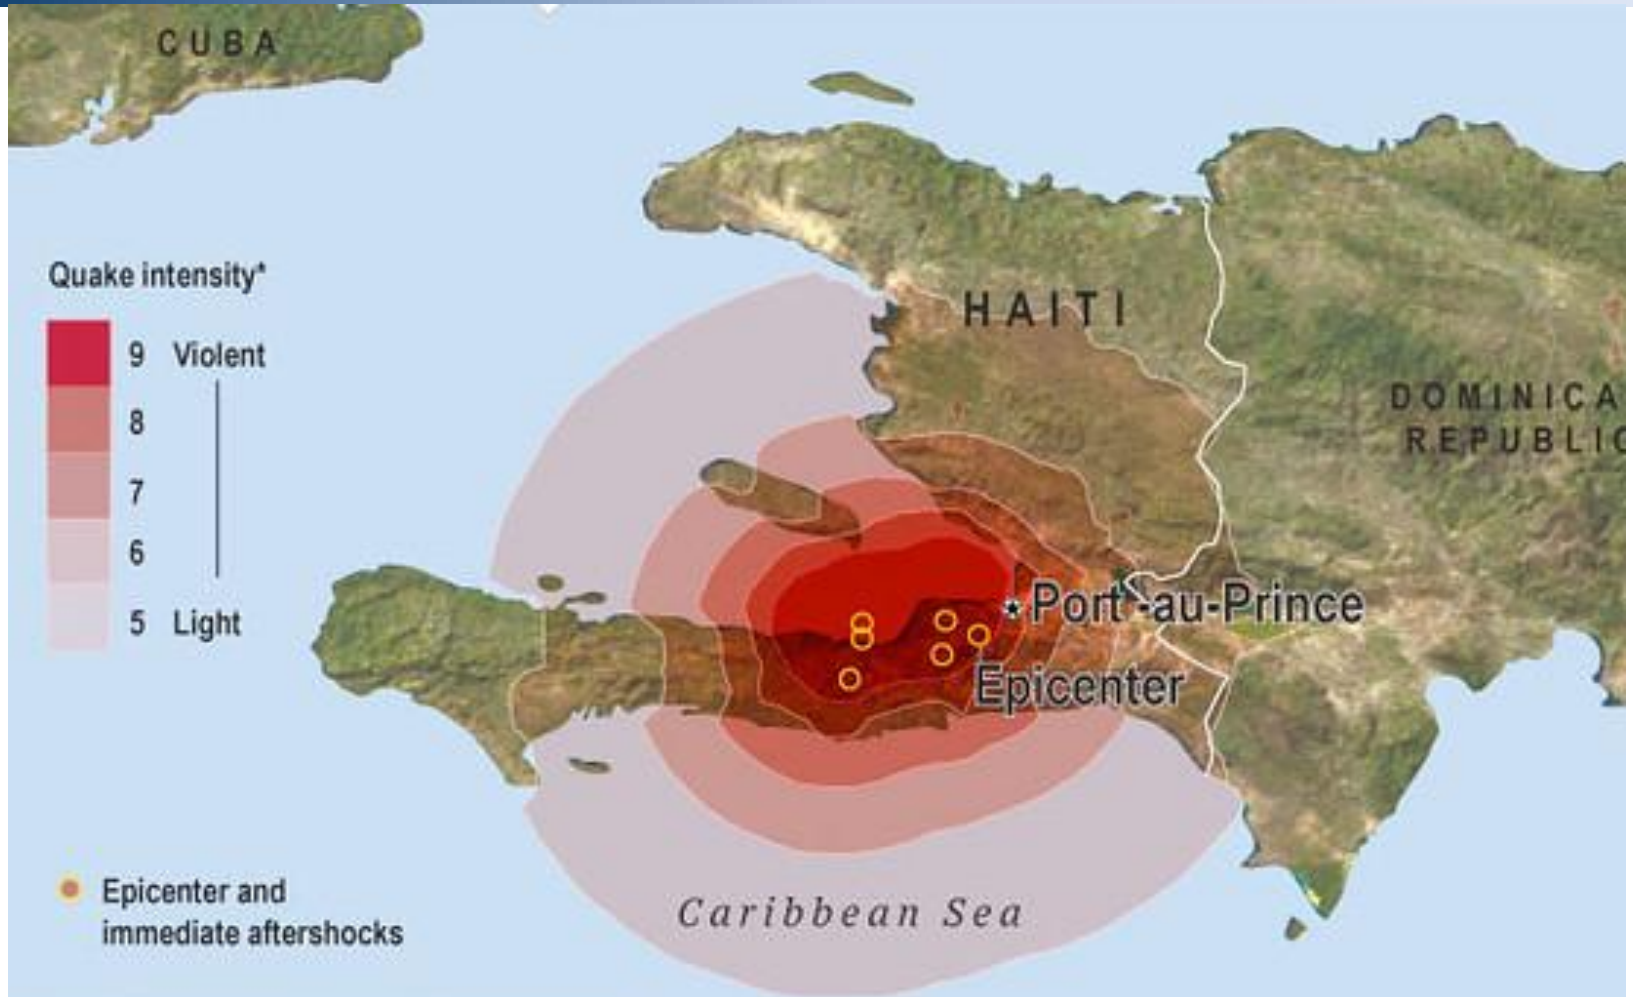 CUBA
HAITI
Quake intensity*
9 Violent
8
7
6
5 Light
DOMINICA
REPUBLIC
Port-au-Prince
Epicenter
Epicenter and
immediate aftershocks
Caribbean Sea